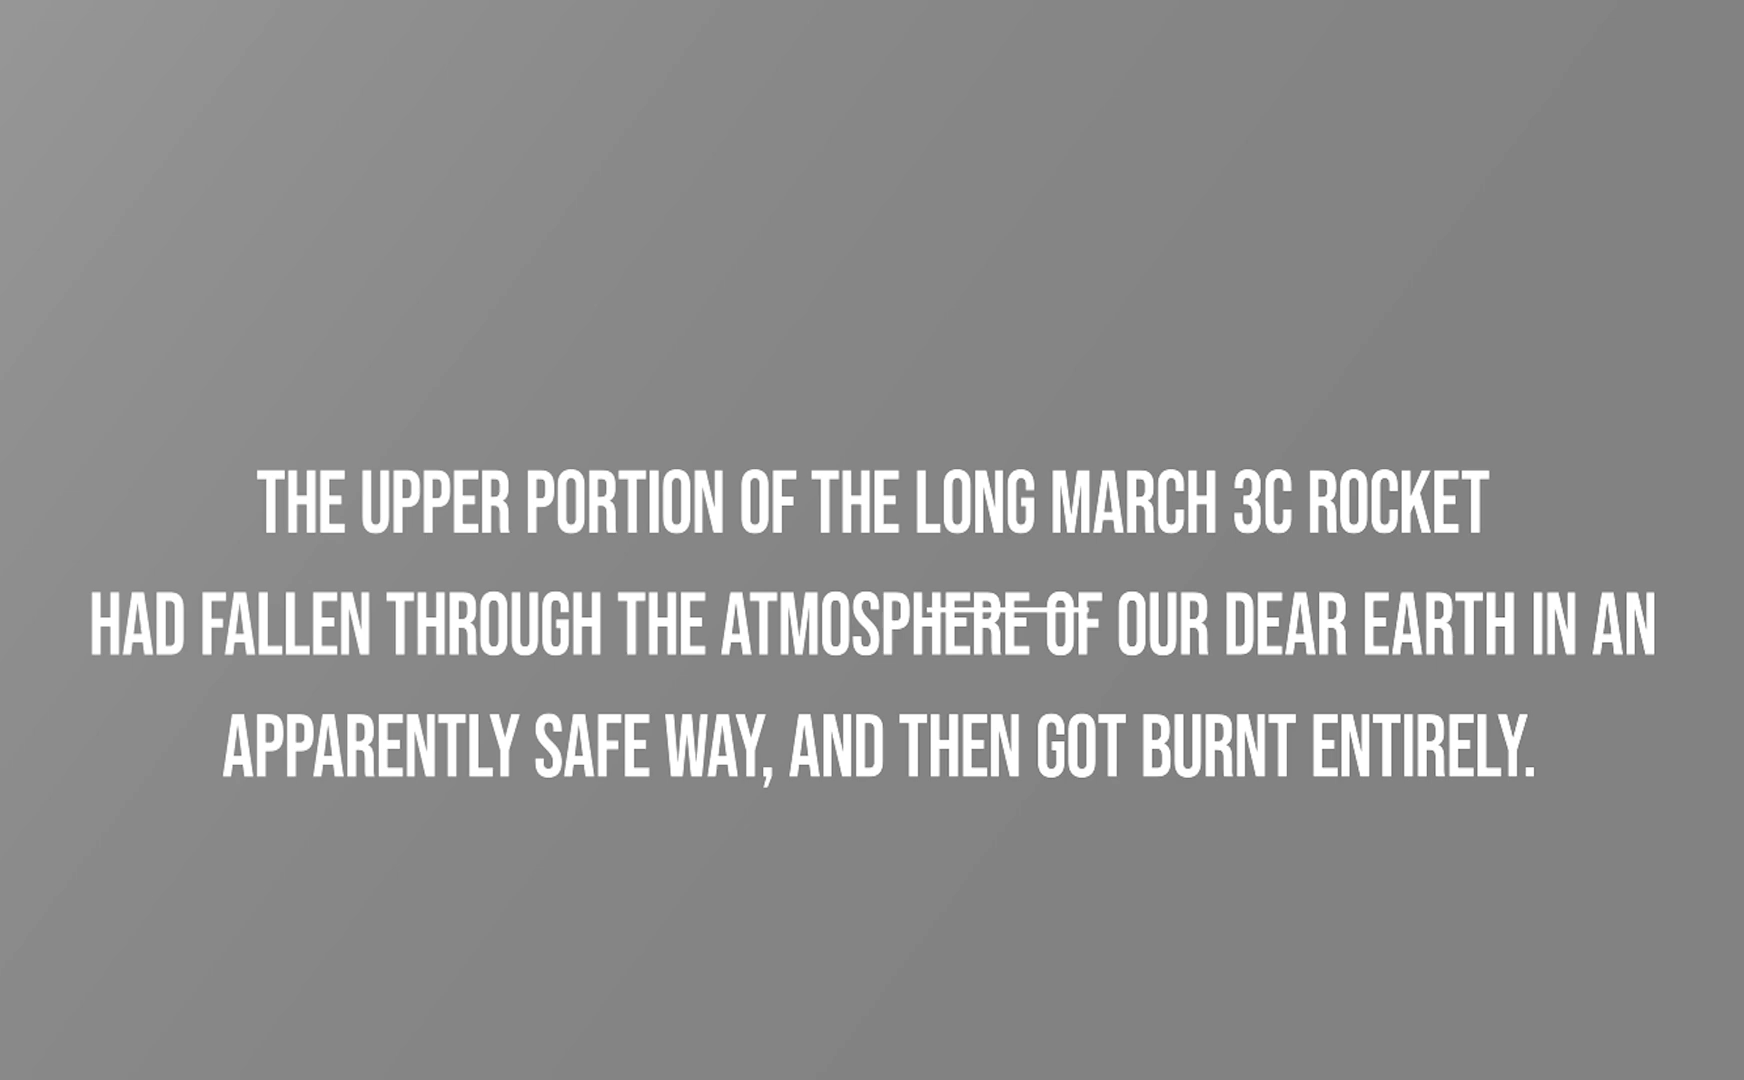 THE UPPER PORTION OF THE LONG MARCH 3C ROCKET
HAD FALLEN THROUGH THE ATMOSPHERE OF OUR DEAR EARTH IN AN
APPARENTLY SAFE WAY, AND THEN GOT BURNT ENTIRELY.